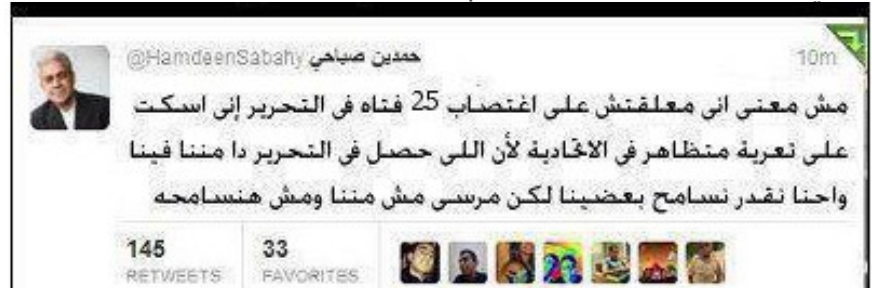 حمدين صباحي @HamdeenSabahy 10m
مش معنى انى معلقتش على اغتصاب 25 فتاه فى التحرير إنى اسكت
على تعرية متظاهر فى الاتحادية لأن اللى حصل فى التحرير دا مننا فينا
واحنا نقدر نسامح بعضينا لكن مرسى مش مننا ومش هنسامحه
145 33
RETWEETS FAVORITES